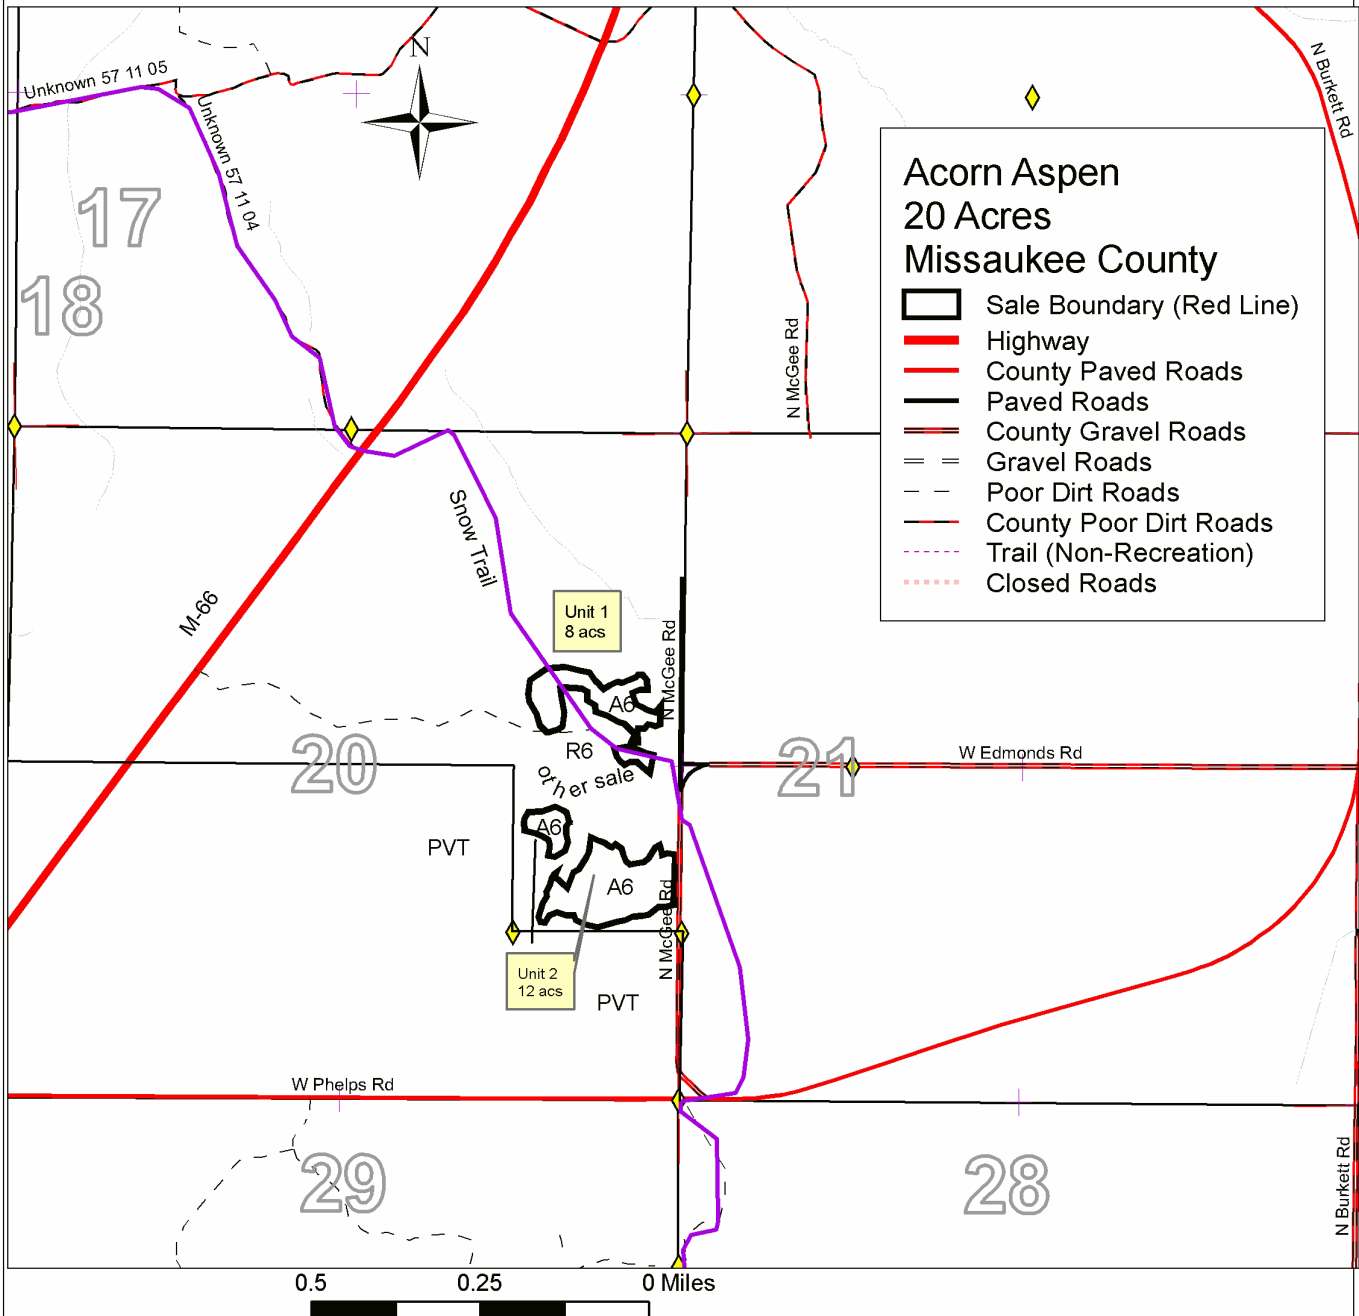 N
Unknown 57 11 05
Unknown 57 11 04
N Burkett Rd
17
18
Acorn Aspen
20 Acres
Missaukee County
Sale Boundary (Red Line)
Highway
County Paved Roads
Paved Roads
County Gravel Roads
Gravel Roads
Poor Dirt Roads
County Poor Dirt Roads
Trail (Non-Recreation)
Closed Roads
N McGee Rd
Snow Trail
M-66
Unit 1
8 acs
N McGee Rd
A6
R6
other sale
20
21
W Edmonds Rd
A6
PVT
A6
N McGee Rd
Unit 2
12 acs
PVT
W Phelps Rd
29
28
N Burkett Rd
0.5 0.25 0 Miles